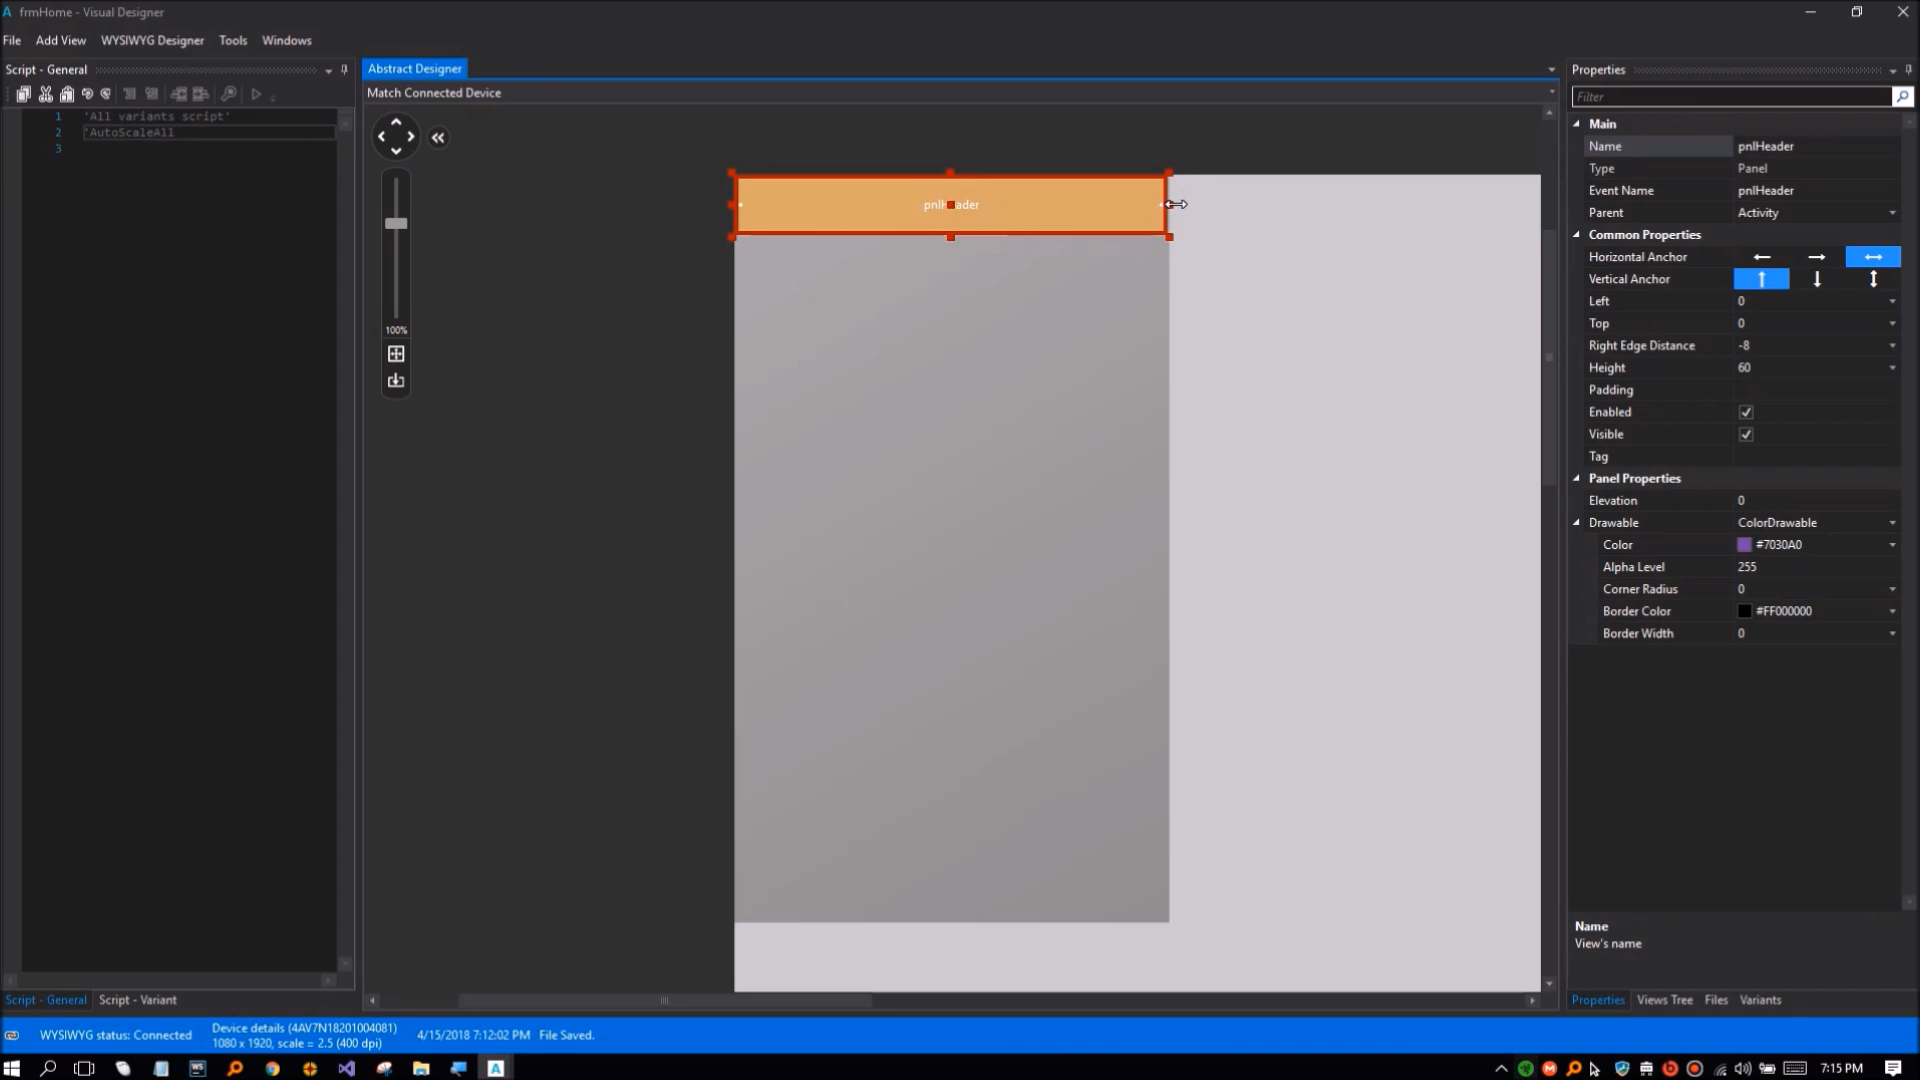 frmHome - Visual Designer
File Add View WYSIWYG Designer Tools Windows
Script - General
1 'All variants script'
2 'AutoScaleAll
3
Script - General Script - Variant
Abstract Designer
Match Connected Device
100%
pnlHeader
Properties
Filter
Main
Name pnlHeader
Type Panel
Event Name pnlHeader
Parent Activity
Common Properties
Horizontal Anchor
Vertical Anchor
Left 0
Top 0
Right Edge Distance -8
Height 60
Padding
Enabled
Visible
Tag
Panel Properties
Elevation 0
Drawable ColorDrawable
Color #7030A0
Alpha Level 255
Corner Radius 0
Border Color #FF000000
Border Width 0
Name
View's name
Properties Views Tree Files Variants
WYSIWYG status: Connected
Device details (4AV7N18201004081)
1080 x 1920, scale = 2.5 (400 dpi)
4/15/2018 7:12:02 PM File Saved.
7:15 PM